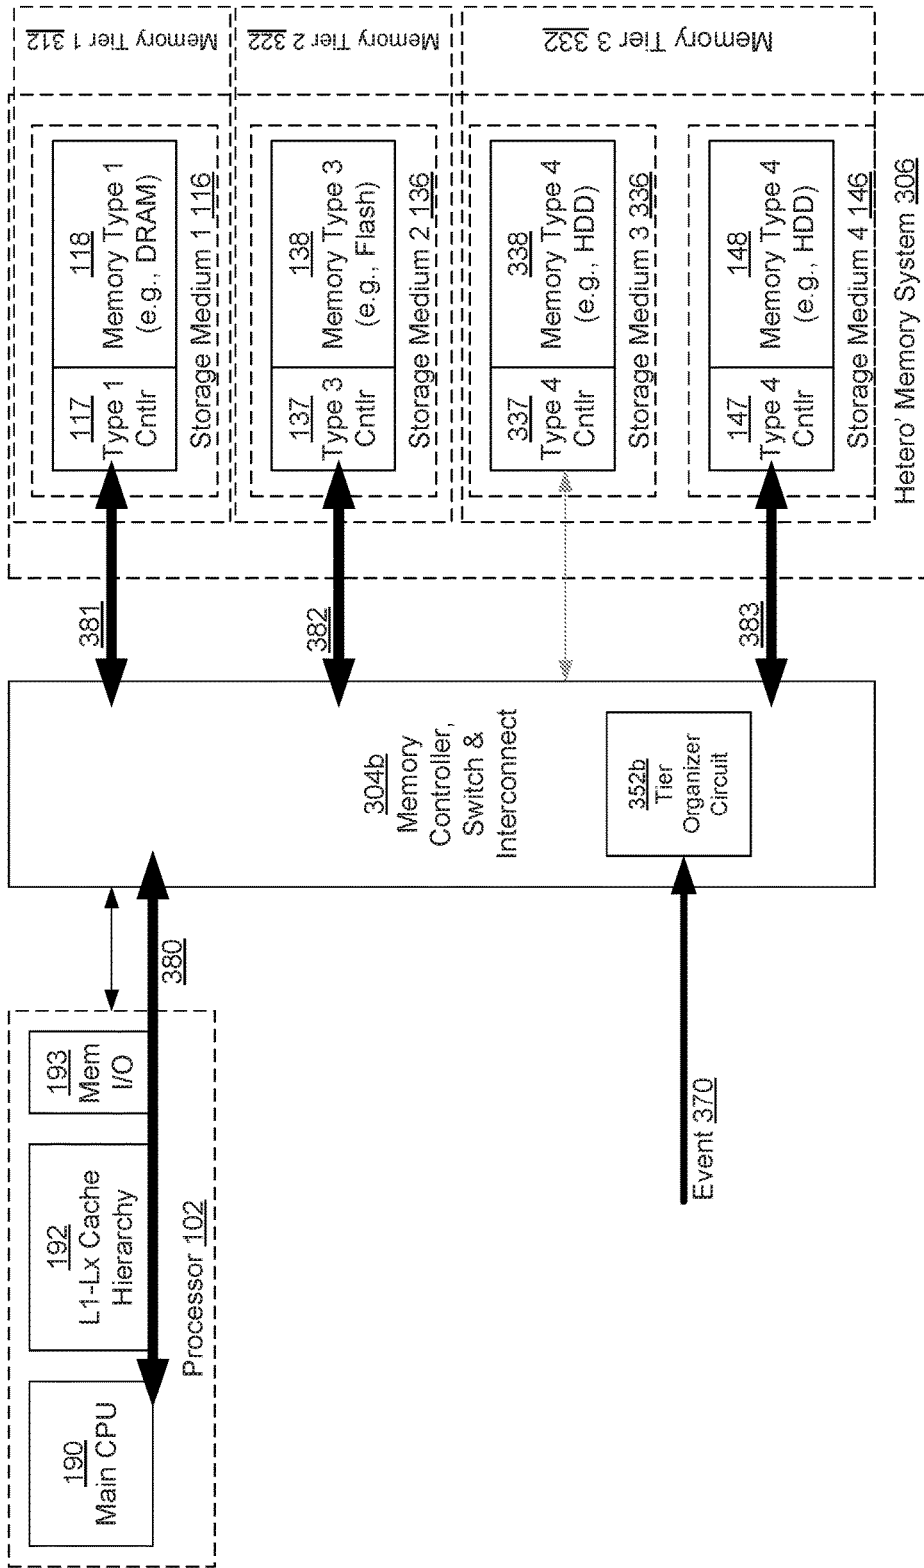 190
Main CPU
192
L1-Lx Cache
Hierarchy
193
Mem
I/O
Processor 102
380
Event 370
304b
Memory
Controller,
Switch &
Interconnect
352b
Tier
Organizer
Circuit
381
382
383
117
Type 1
Cntlr
118
Memory Type 1
(e.g., DRAM)
Storage Medium 1 116
Memory Tier 1 312
137
Type 3
Cntlr
138
Memory Type 3
(e.g., Flash)
Storage Medium 2 136
Memory Tier 2 322
337
Type 4
Cntlr
338
Memory Type 4
(e.g., HDD)
Storage Medium 3 336
147
Type 4
Cntlr
148
Memory Type 4
(e.g., HDD)
Storage Medium 4 146
Memory Tier 3 332
Hetero' Memory System 306